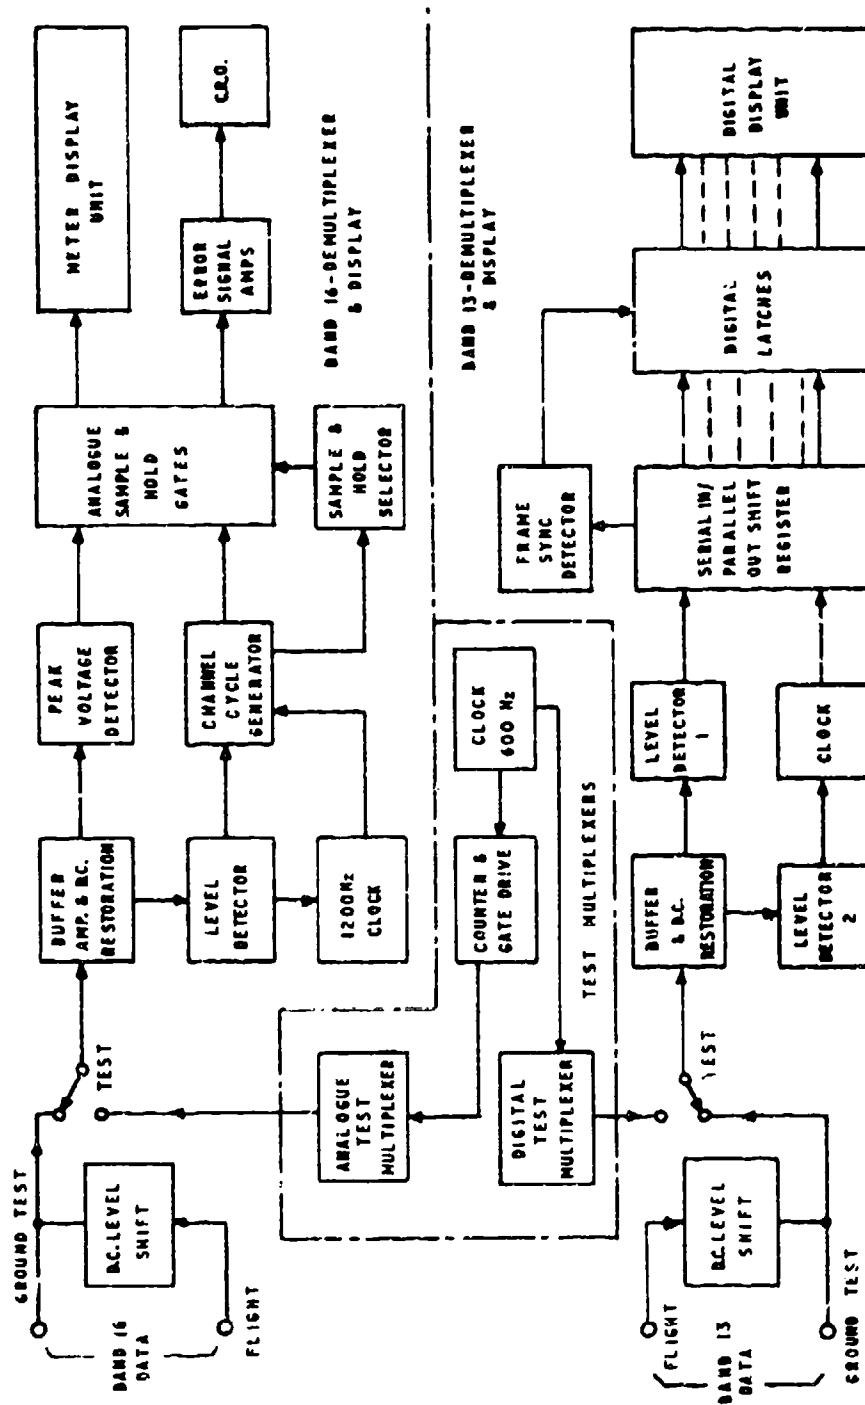 GROUND TEST
BAND 16
DATA
D.C. LEVEL
SHIFT
FLIGHT
TEST
BUFFER
AMP. & D.C.
RESTORATION
LEVEL
DETECTOR
1200 Hz
CLOCK
PEAK
VOLTAGE
DETECTOR
CHANNEL
CYCLE
GENERATOR
ANALOGUE
SAMPLE &
HOLD
GATES
SAMPLE &
HOLD
SELECTOR
METER DISPLAY
UNIT
ERROR
SIGNAL
AMPS
C.R.O.
BAND 16-DEMULTIPLEXER
& DISPLAY
ANALOGUE
TEST
MULTIPLEXER
DIGITAL
TEST
MULTIPLEXER
COUNTER &
GATE DRIVE
CLOCK
600 Hz
TEST MULTIPLEXERS
BAND 13-DEMULTIPLEXER
& DISPLAY
FLIGHT
BAND 13
DATA
D.C. LEVEL
SHIFT
GROUND TEST
TEST
BUFFER
& D.C.
RESTORATION
LEVEL
DETECTOR
2
LEVEL
DETECTOR
1
CLOCK
FRAME
SYNC
DETECTOR
SERIAL IN/
PARALLEL
OUT SHIFT
REGISTER
DIGITAL
LATCHES
DIGITAL
DISPLAY
UNIT